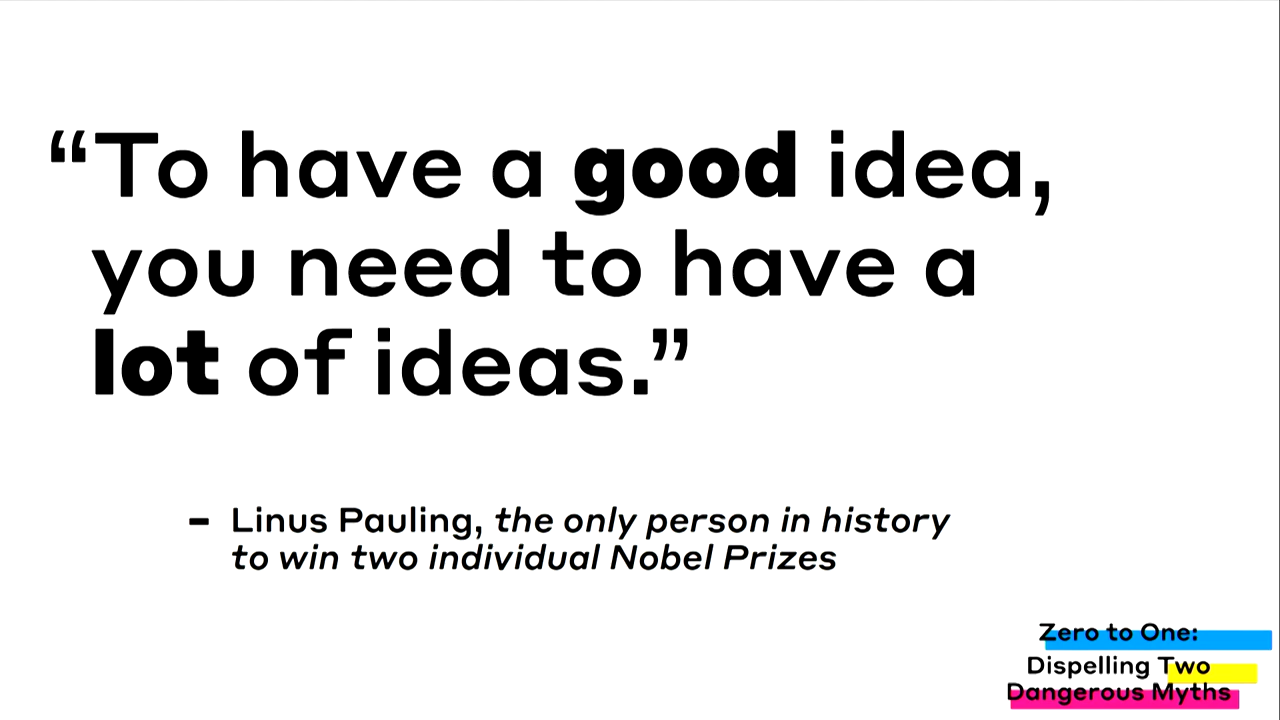 “To have a good idea,
you need to have a
lot of ideas.”
– Linus Pauling, the only person in history
to win two individual Nobel Prizes
Zero to One:
Dispelling Two
Dangerous Myths